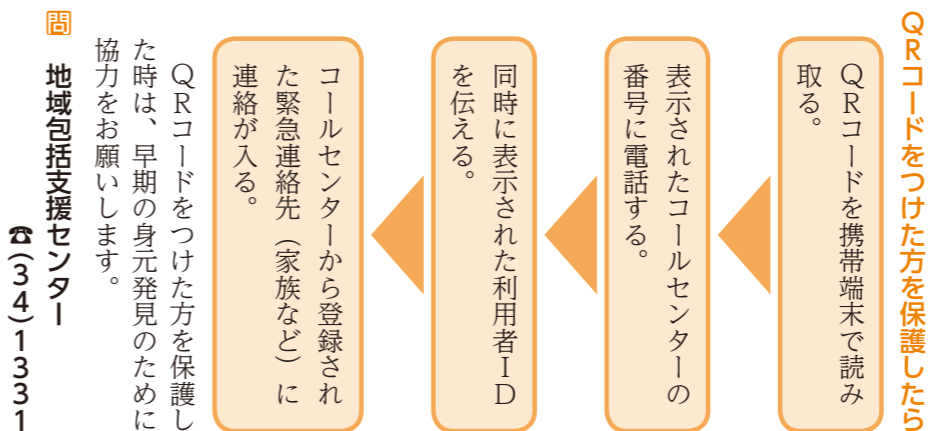 QRコードをつけた方を保護したら
QRコードを携帯端末で読み
取る。
表示されたコールセンターの
番号に電話する。
同時に表示された利用者ID
を伝える。
コールセンターから登録され
た緊急連絡先（家族など）に
連絡が入る。
QRコードをつけた方を保護し
た時は、早期の身元発見のために
協力をお願いします。
問 地域包括支援センター
☎(34)1331